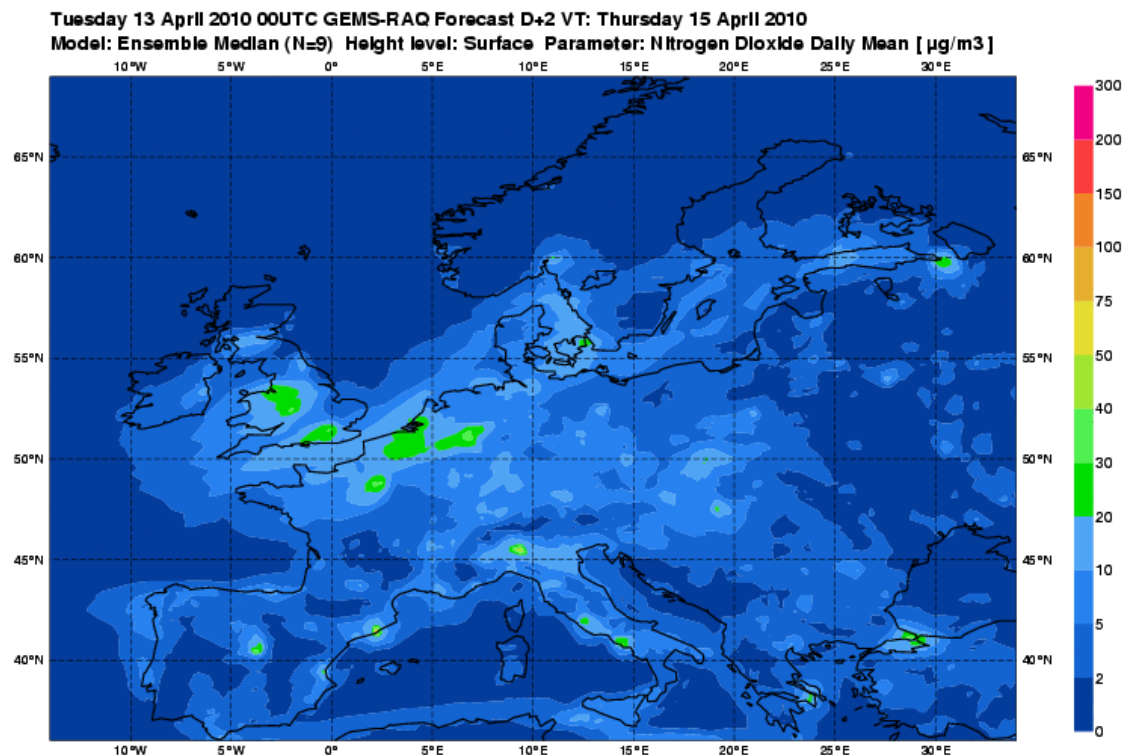 Tuesday 13 April 2010 00UTC GEMS-RAQ Forecast D+2 VT: Thursday 15 April 2010
Model: Ensemble Median (N=9) Height level: Surface Parameter: Nitrogen Dioxide Daily Mean [ µg/m3 ]
10°W 5°W 0° 5°E 10°E 15°E 20°E 25°E 30°E
300
65°N 65°N
200
150
60°N 60°N
100
75
55°N 55°N
50
40
50°N 50°N
30
20
45°N 45°N
10
5
40°N 40°N
2
0
10°W 5°W 0° 5°E 10°E 15°E 20°E 25°E 30°E